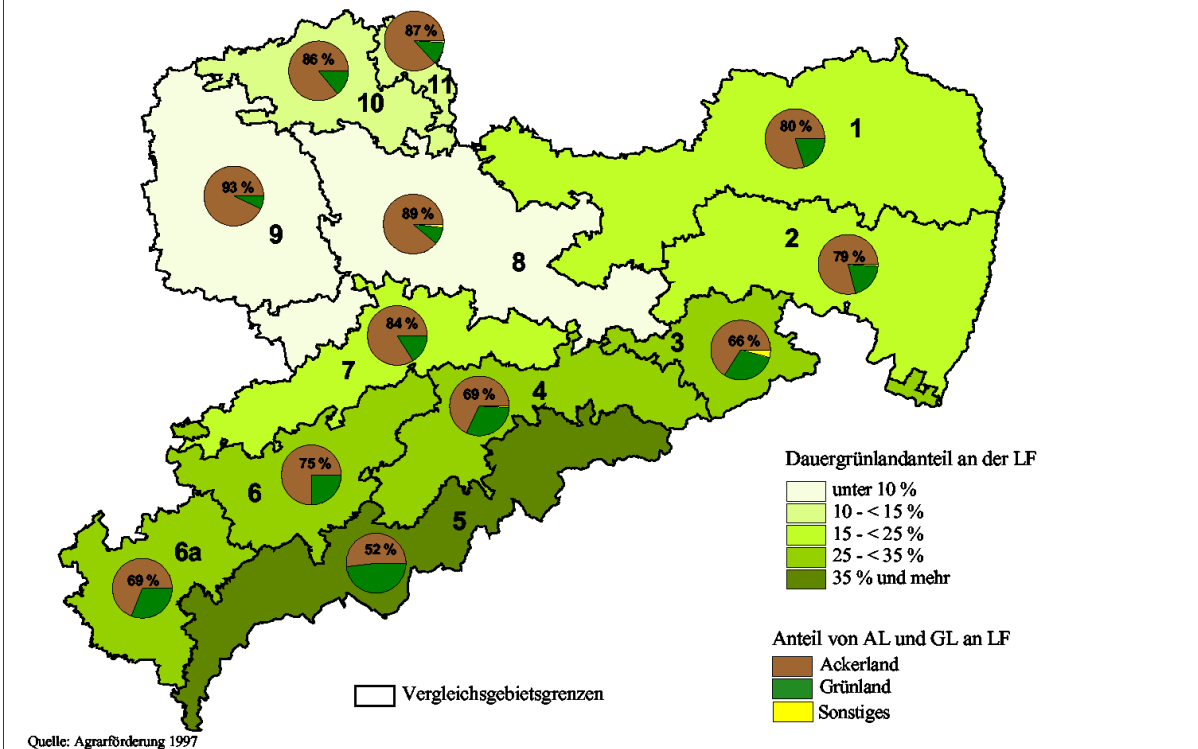 87 %
86 %
11
10
80 %
1
93 %
9
89 %
8
2
79 %
84 %
7
3
66 %
69 %
4
75 %
6
5
52 %
6a
69 %
Dauergrünlandanteil an der LF
unter 10 %
10 - < 15 %
15 - < 25 %
25 - < 35 %
35 % und mehr
Anteil von AL und GL an LF
Ackerland
Grünland
Sonstiges
Vergleichsgebietsgrenzen
Quelle: Agrarförderung 1997